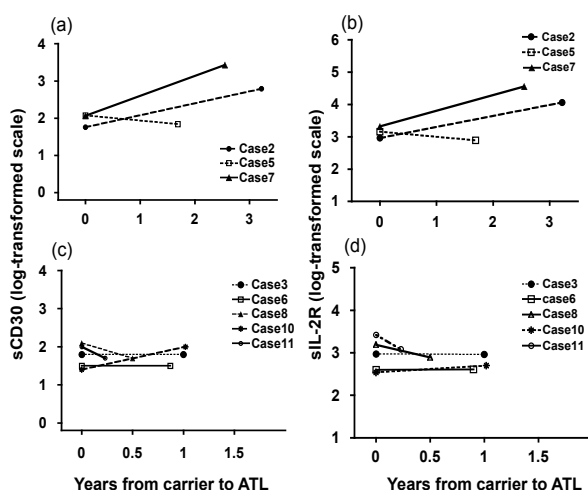 (a)
(b)
sCD30 (log-transformed scale)
sIL-2R (log-transformed scale)
4
3
2
1
0
0 1 2 3
Case2
Case5
Case7
6
5
4
3
2
1
0 1 2 3
Case2
Case5
Case7
(c)
(d)
4
3
2
1
0
0 0.5 1 1.5
Case3
Case6
Case8
Case10
Case11
5
4
3
2
1
0 0.5 1 1.5
Case3
case6
Case8
Case10
Case11
Years from carrier to ATL
Years from carrier to ATL